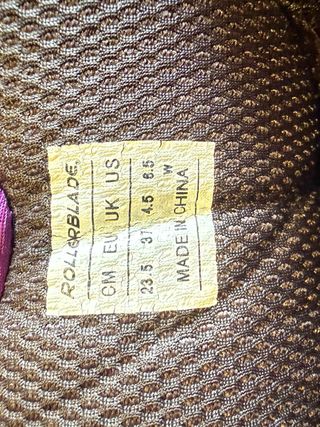 ROLLERBLADE.
CM EU UK US
23.5 37 4.5 6.5
W
MADE IN CHINA